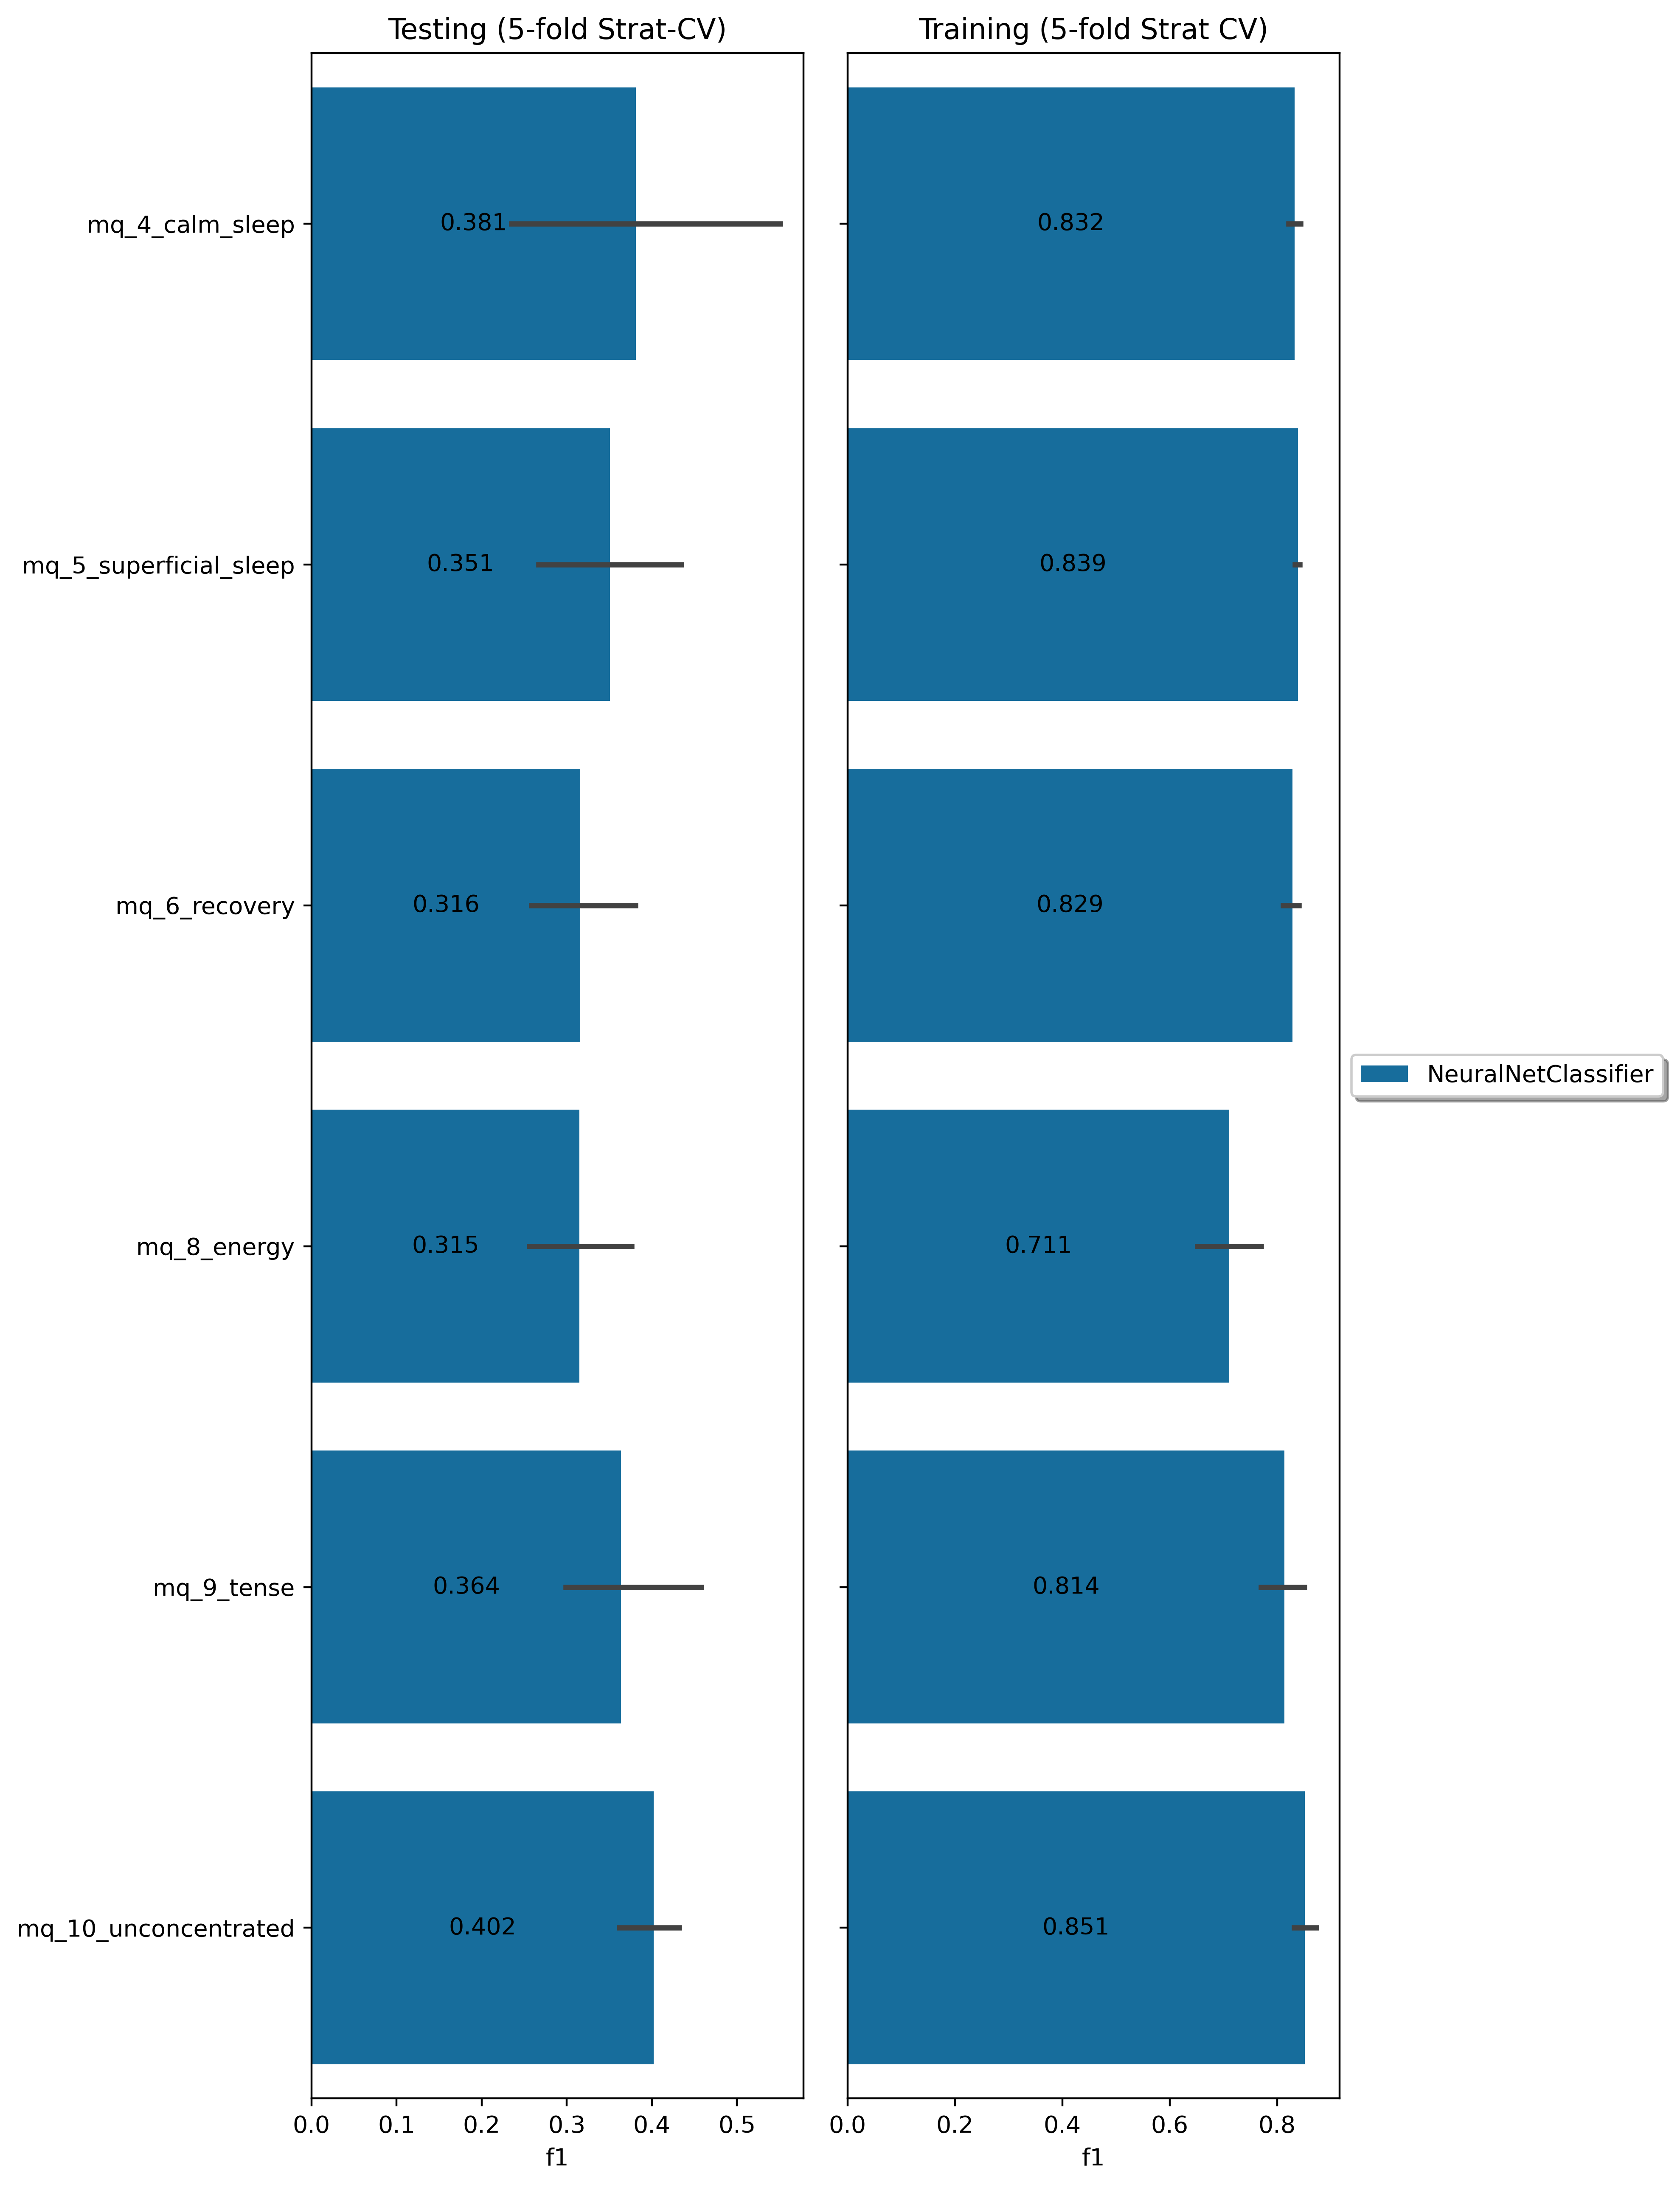 Testing (5-fold Strat-CV)
Training (5-fold Strat CV)
mq_4_calm_sleep
0.381
0.832
mq_5_superficial_sleep
0.351
0.839
mq_6_recovery
0.316
0.829
NeuralNetClassifier
mq_8_energy
0.315
0.711
mq_9_tense
0.364
0.814
mq_10_unconcentrated
0.402
0.851
0.0 0.1 0.2 0.3 0.4 0.5
0.0 0.2 0.4 0.6 0.8
f1
f1